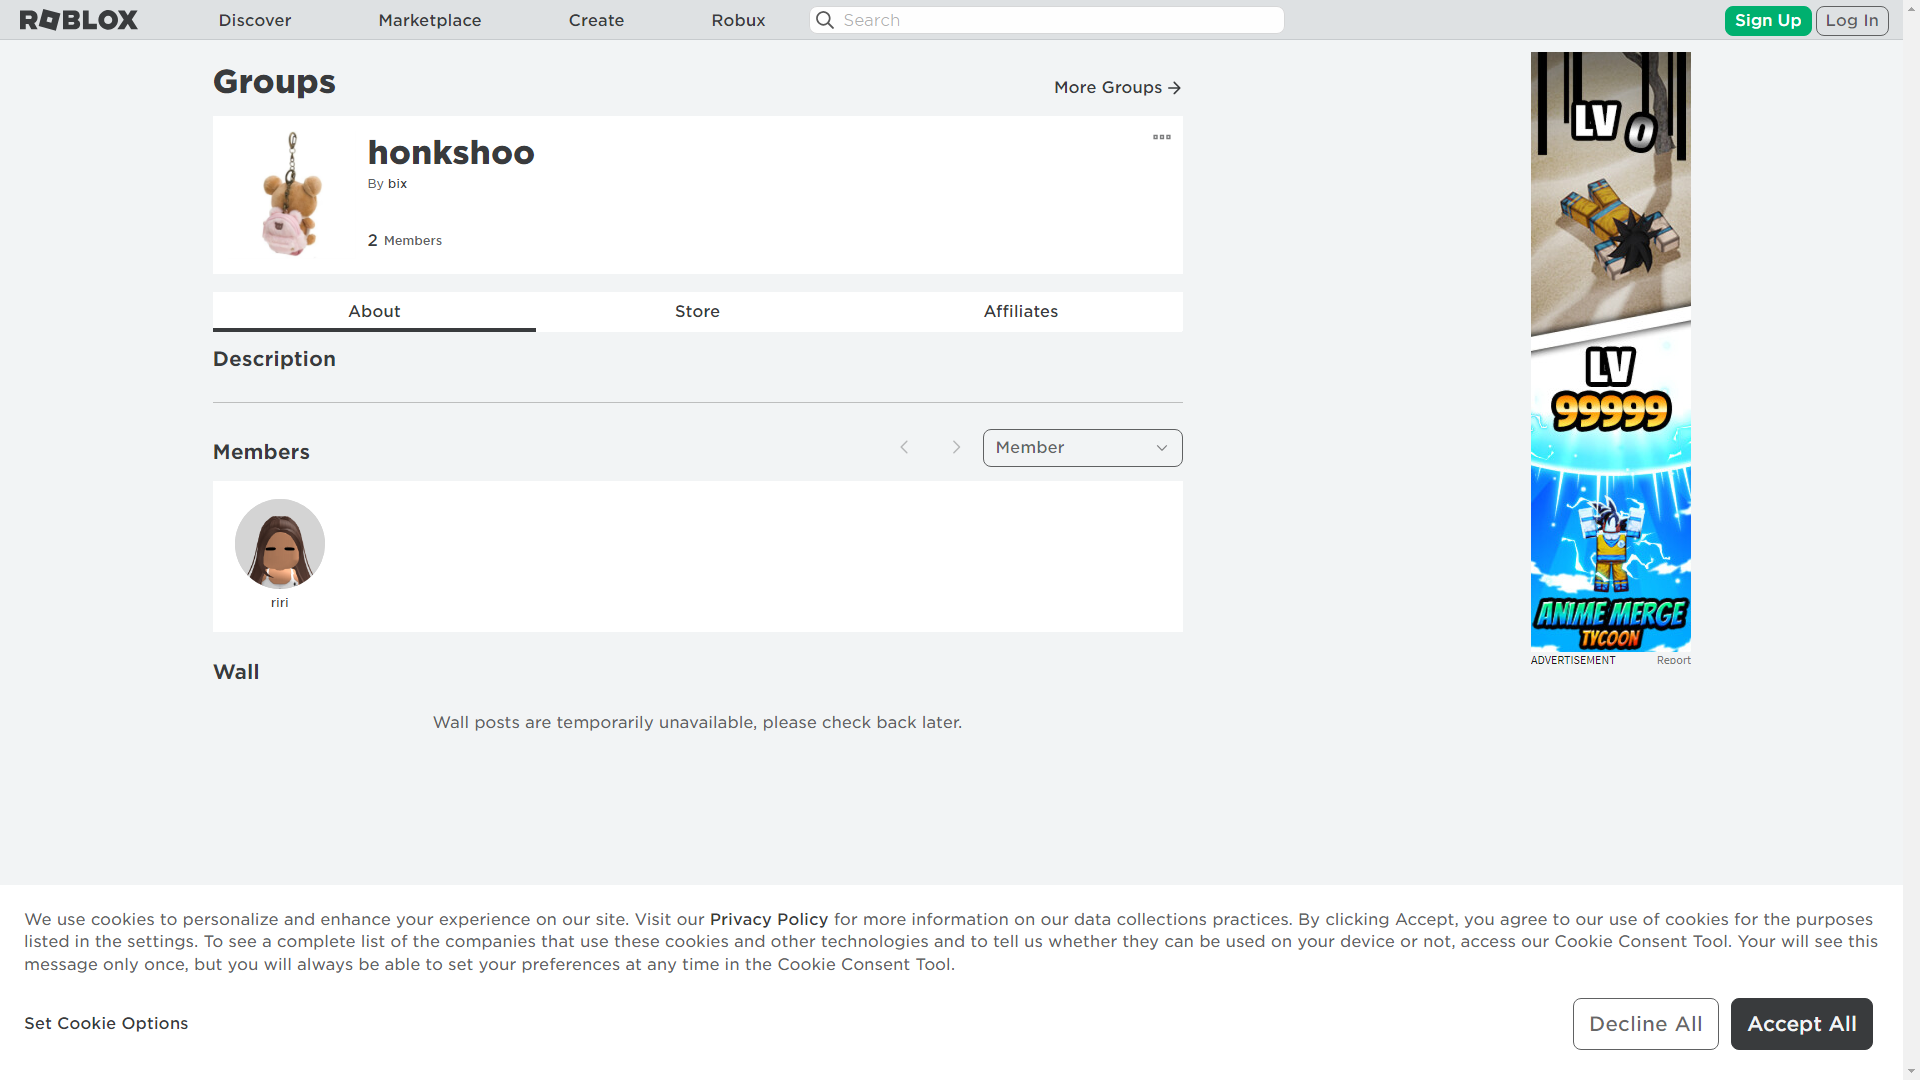 ROBLOX
Discover
Marketplace
Create
Robux
Search
Sign Up
Log In
Groups
More Groups
honkshoo
By bix
2 Members
About
Store
Affiliates
Description
Members
Member
riri
Wall
Wall posts are temporarily unavailable, please check back later.
LV 0
LV
99999
ANIME MERGE
TYCOON
ADVERTISEMENT
Report
We use cookies to personalize and enhance your experience on our site. Visit our Privacy Policy for more information on our data collections practices. By clicking Accept, you agree to our use of cookies for the purposes
listed in the settings. To see a complete list of the companies that use these cookies and other technologies and to tell us whether they can be used on your device or not, access our Cookie Consent Tool. Your will see this
message only once, but you will always be able to set your preferences at any time in the Cookie Consent Tool.
Set Cookie Options
Decline All
Accept All